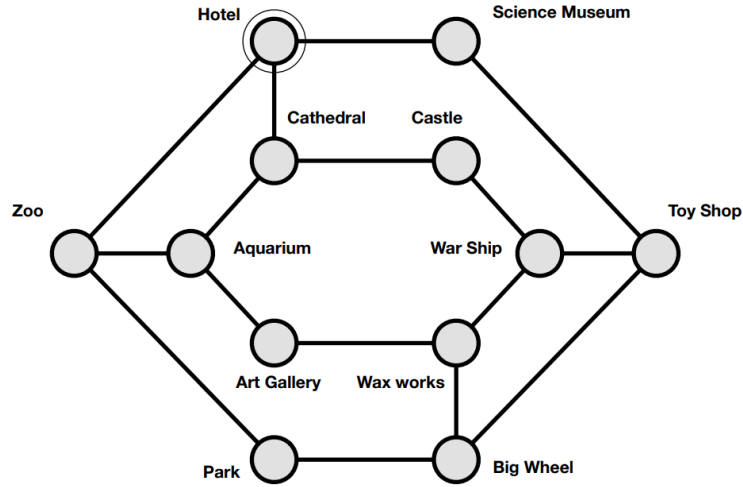 Hotel
Science Museum
Cathedral
Castle
Zoo
Toy Shop
Aquarium
War Ship
Art Gallery
Wax works
Park
Big Wheel